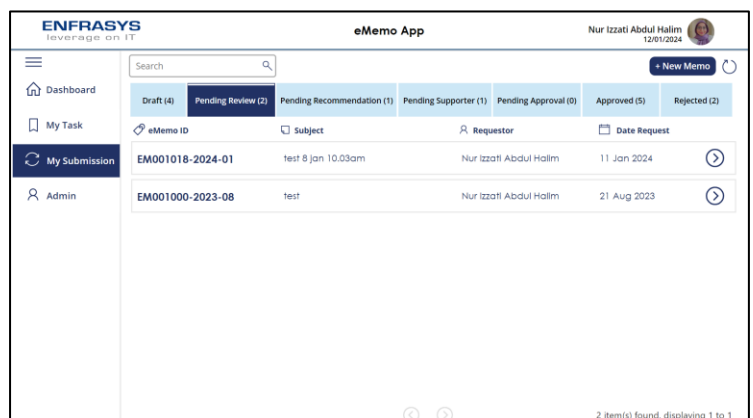 ENFRASYS
leverage on IT
eMemo App
Nur Izzati Abdul Halim
12/01/2024
Search
+ New Memo
Dashboard
My Task
My Submission
Admin
Draft (4) Pending Review (2) Pending Recommendation (1) Pending Supporter (1) Pending Approval (0) Approved (5) Rejected (2)
eMemo ID Subject Requestor Date Request
EM001018-2024-01 test 8 jan 10.03am Nur Izzati Abdul Halim 11 Jan 2024
EM001000-2023-08 test Nur Izzati Abdul Halim 21 Aug 2023
2 item(s) found, displaying 1 to 1